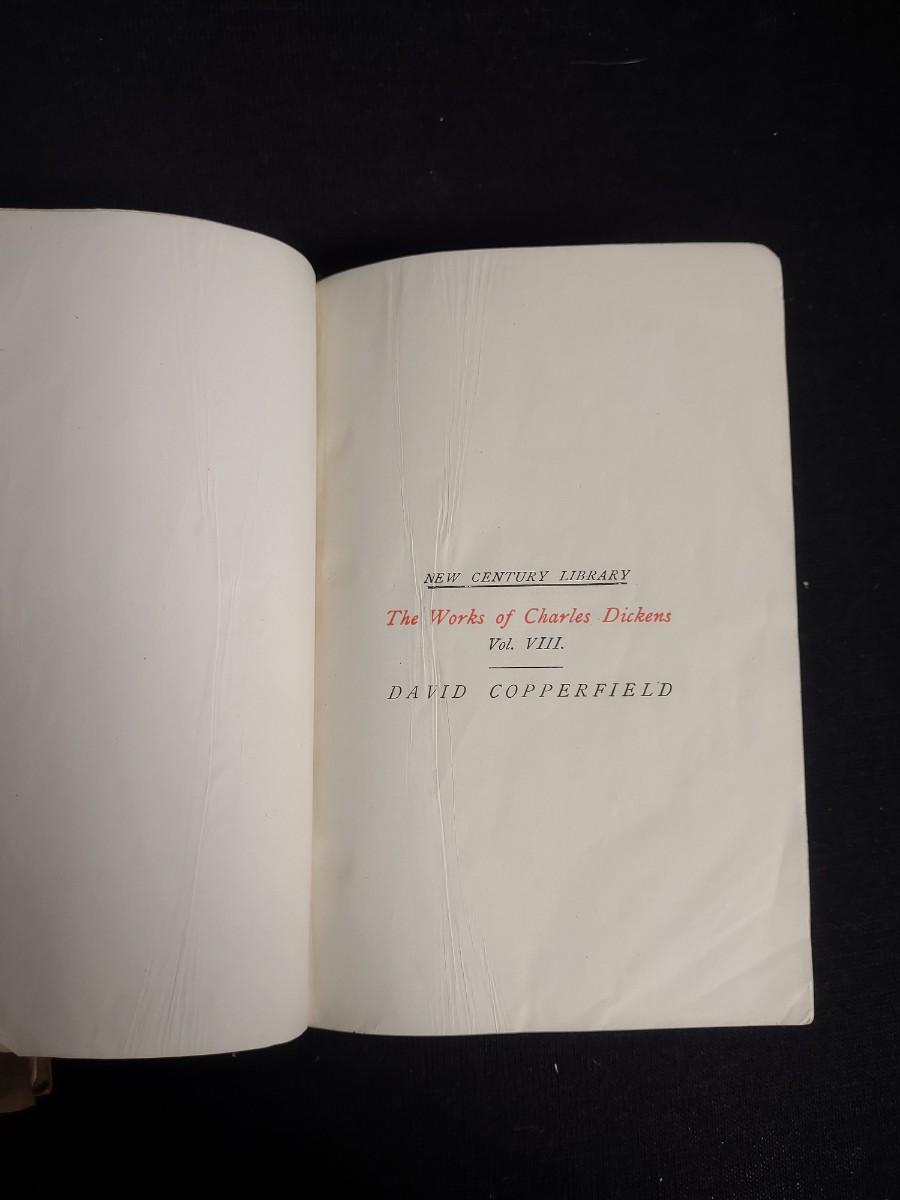 NEW CENTURY LIBRARY
The Works of Charles Dickens
Vol. VIII.
DAVID COPPERFIELD